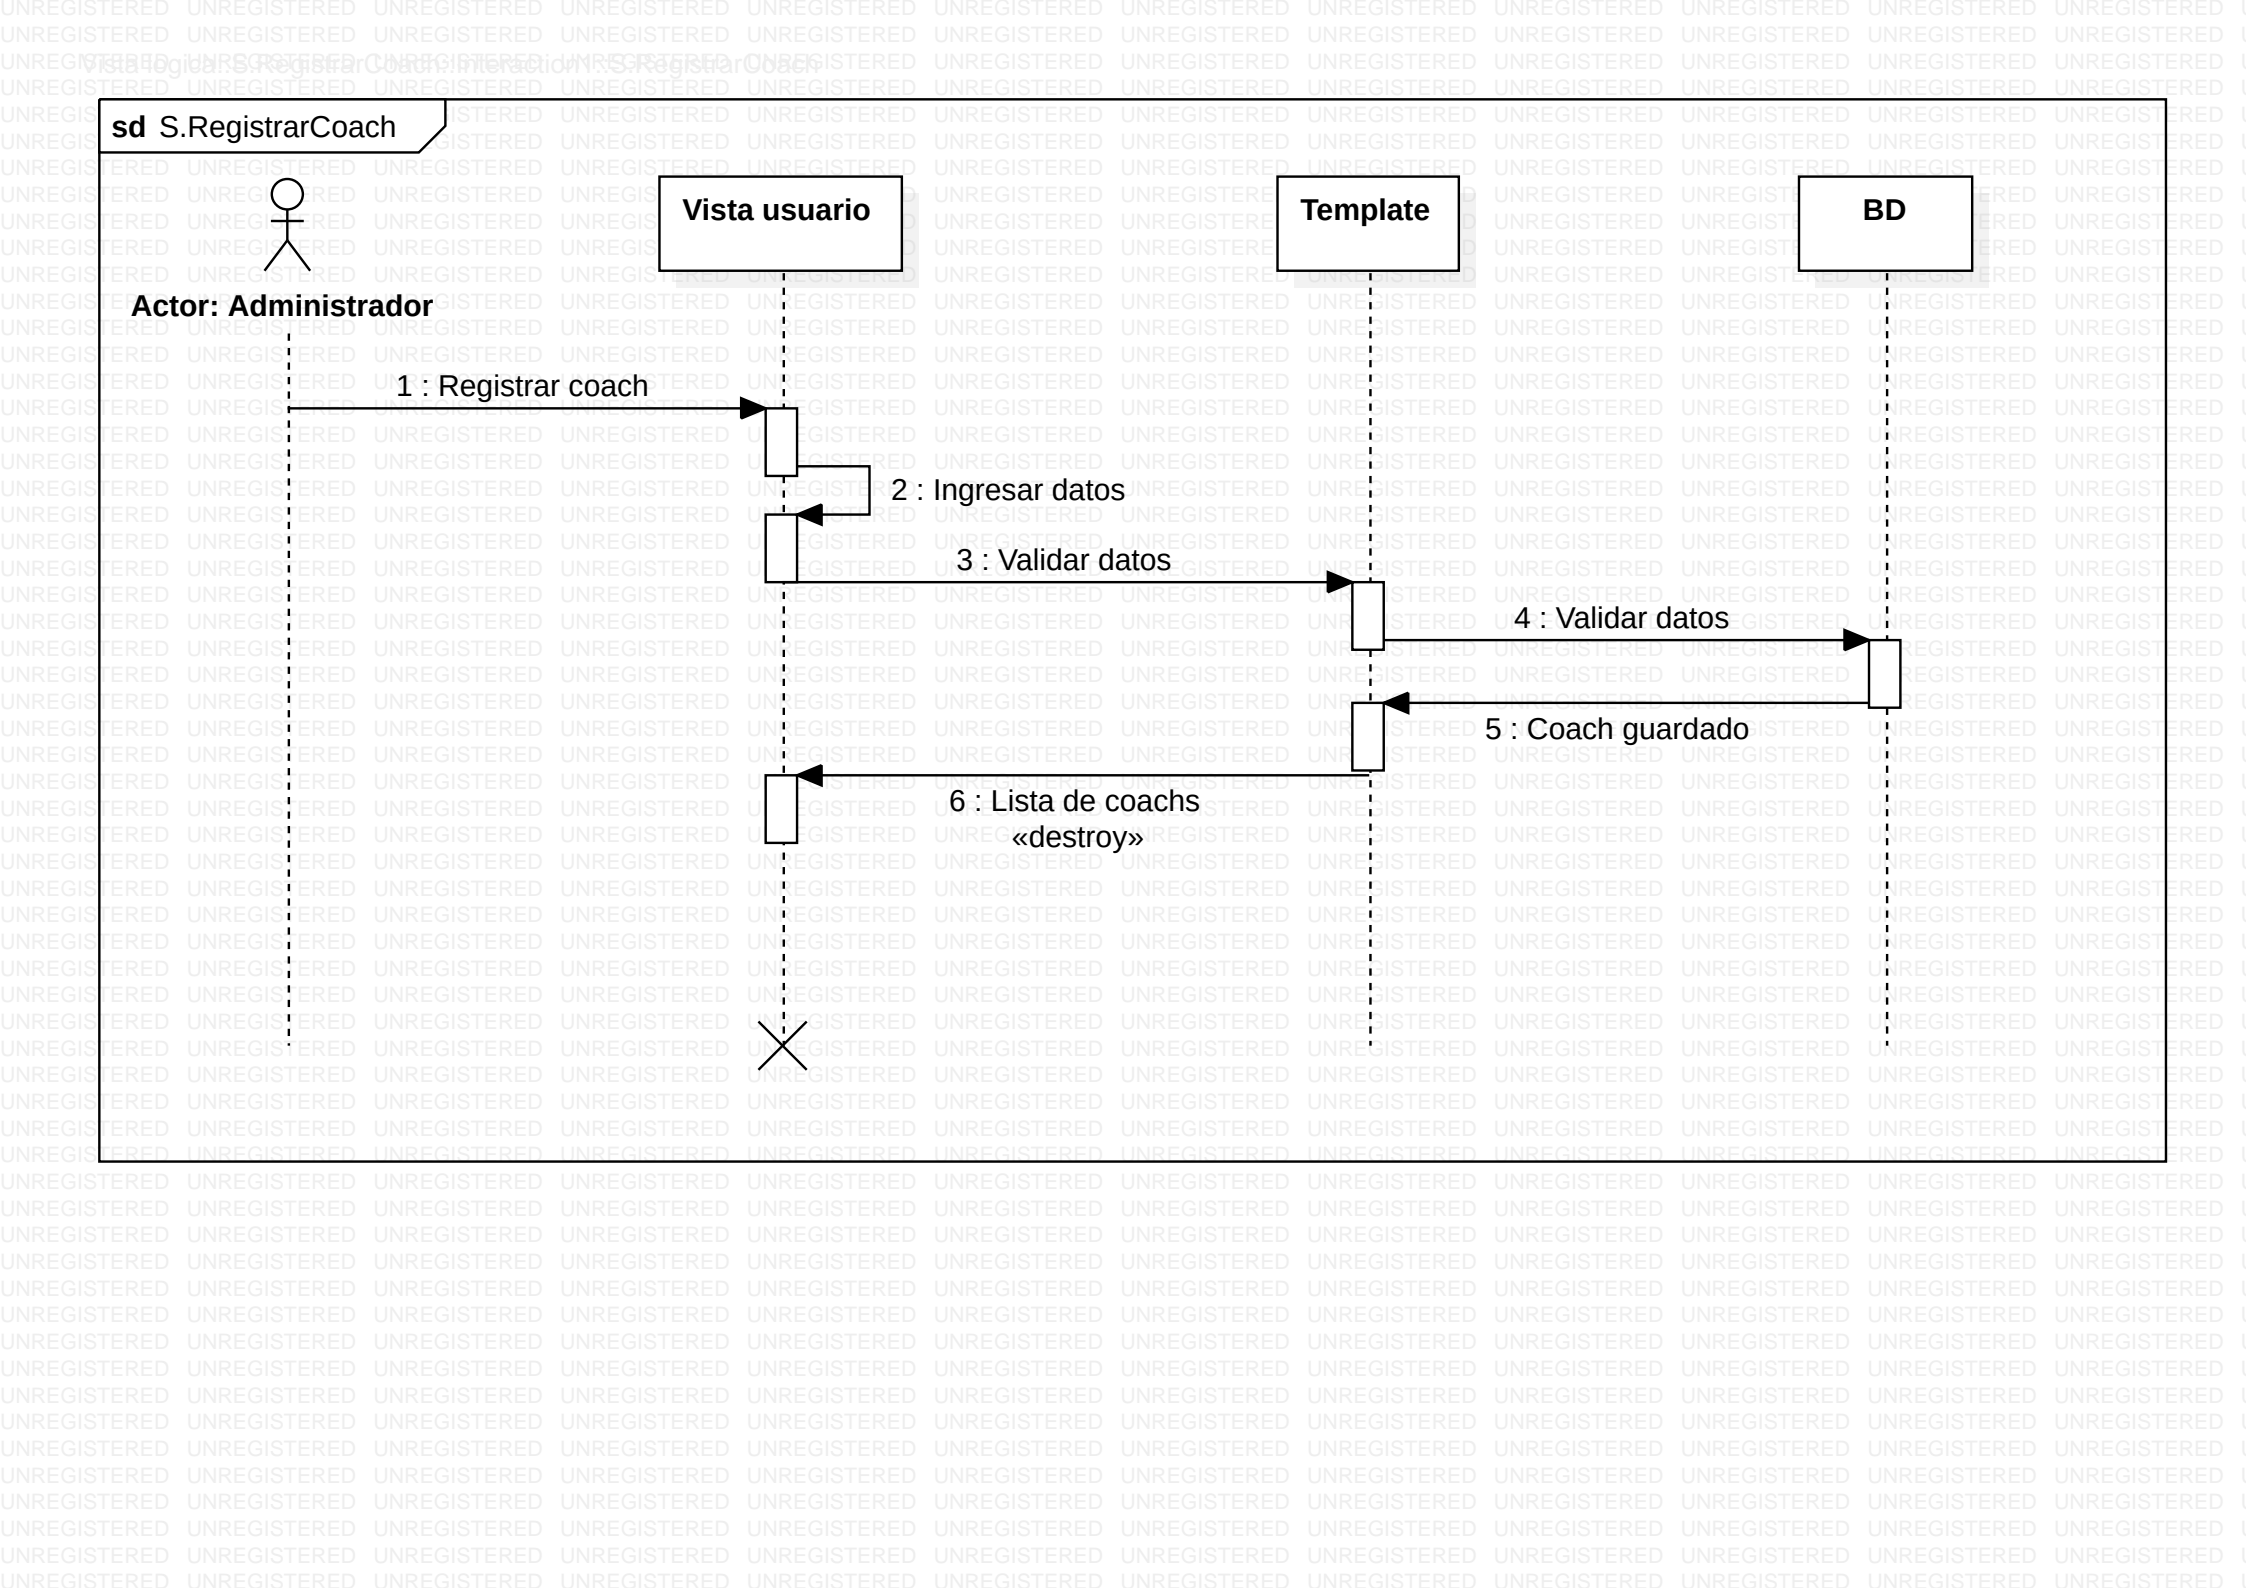 Vista lógica::S.RegistrarCoach::Interaction1::S.RegistrarCoach
sd S.RegistrarCoach
Vista usuario
Template
BD
Actor: Administrador
1 : Registrar coach
2 : Ingresar datos
3 : Validar datos
4 : Validar datos
5 : Coach guardado
6 : Lista de coachs
«destroy»
UNREGISTERED